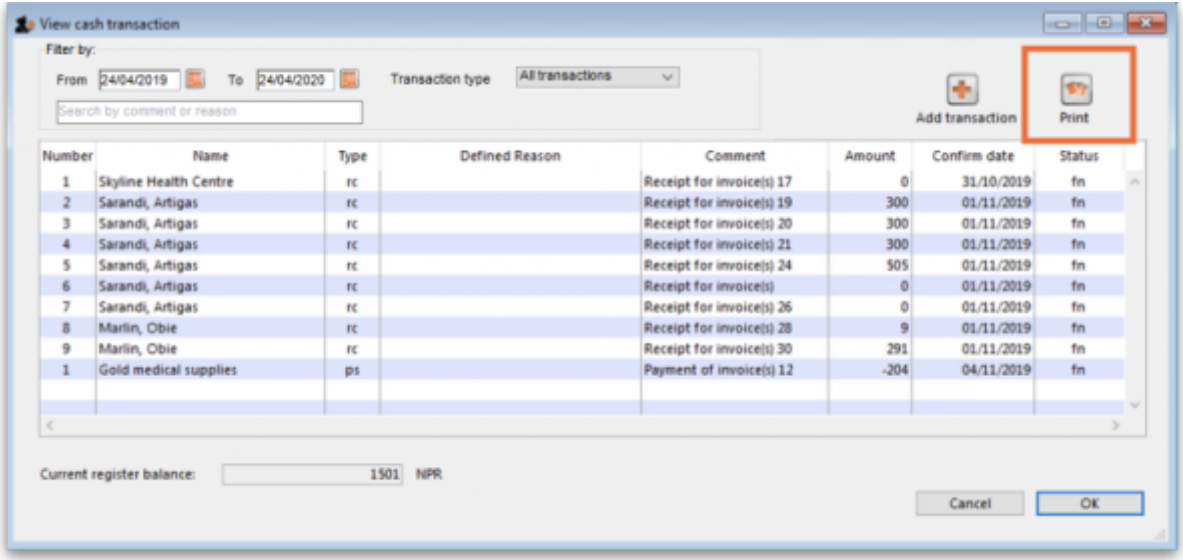 View cash transaction
Filter by:
From 24/04/2019 To 24/04/2020 Transaction type All transactions
Search by comment or reason
Add transaction Print
Number Name Type Defined Reason Comment Amount Confirm date Status
1 Skyline Health Centre rc Receipt for invoice(s) 17 0 31/10/2019 fn
2 Sarandi, Artigas rc Receipt for invoice(s) 19 300 01/11/2019 fn
3 Sarandi, Artigas rc Receipt for invoice(s) 20 300 01/11/2019 fn
4 Sarandi, Artigas rc Receipt for invoice(s) 21 300 01/11/2019 fn
5 Sarandi, Artigas rc Receipt for invoice(s) 24 505 01/11/2019 fn
6 Sarandi, Artigas rc Receipt for invoice(s) 0 01/11/2019 fn
7 Sarandi, Artigas rc Receipt for invoice(s) 26 0 01/11/2019 fn
8 Marlin, Obie rc Receipt for invoice(s) 28 9 01/11/2019 fn
9 Marlin, Obie rc Receipt for invoice(s) 30 291 01/11/2019 fn
1 Gold medical supplies ps Payment of invoice(s) 12 -204 04/11/2019 fn
Current register balance: 1501 NPR
Cancel OK